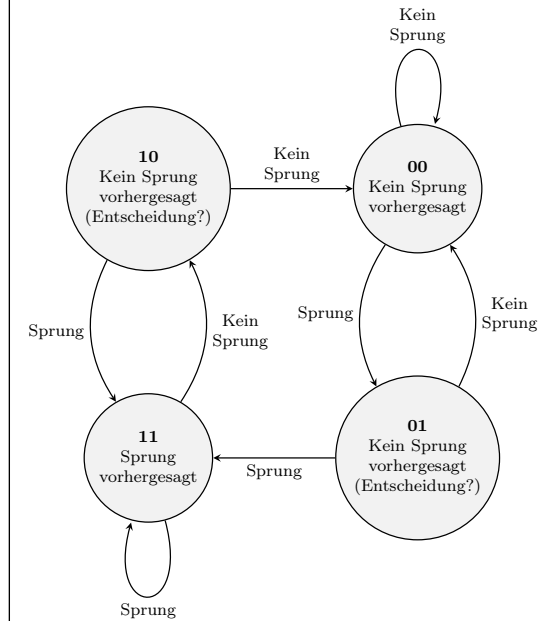 Kein
Sprung
10
Kein Sprung
vorhergesagt
(Entscheidung?)
Kein
Sprung
00
Kein Sprung
vorhergesagt
Sprung
Kein
Sprung
Sprung
Kein
Sprung
11
Sprung
vorhergesagt
Sprung
01
Kein Sprung
vorhergesagt
(Entscheidung?)
Sprung